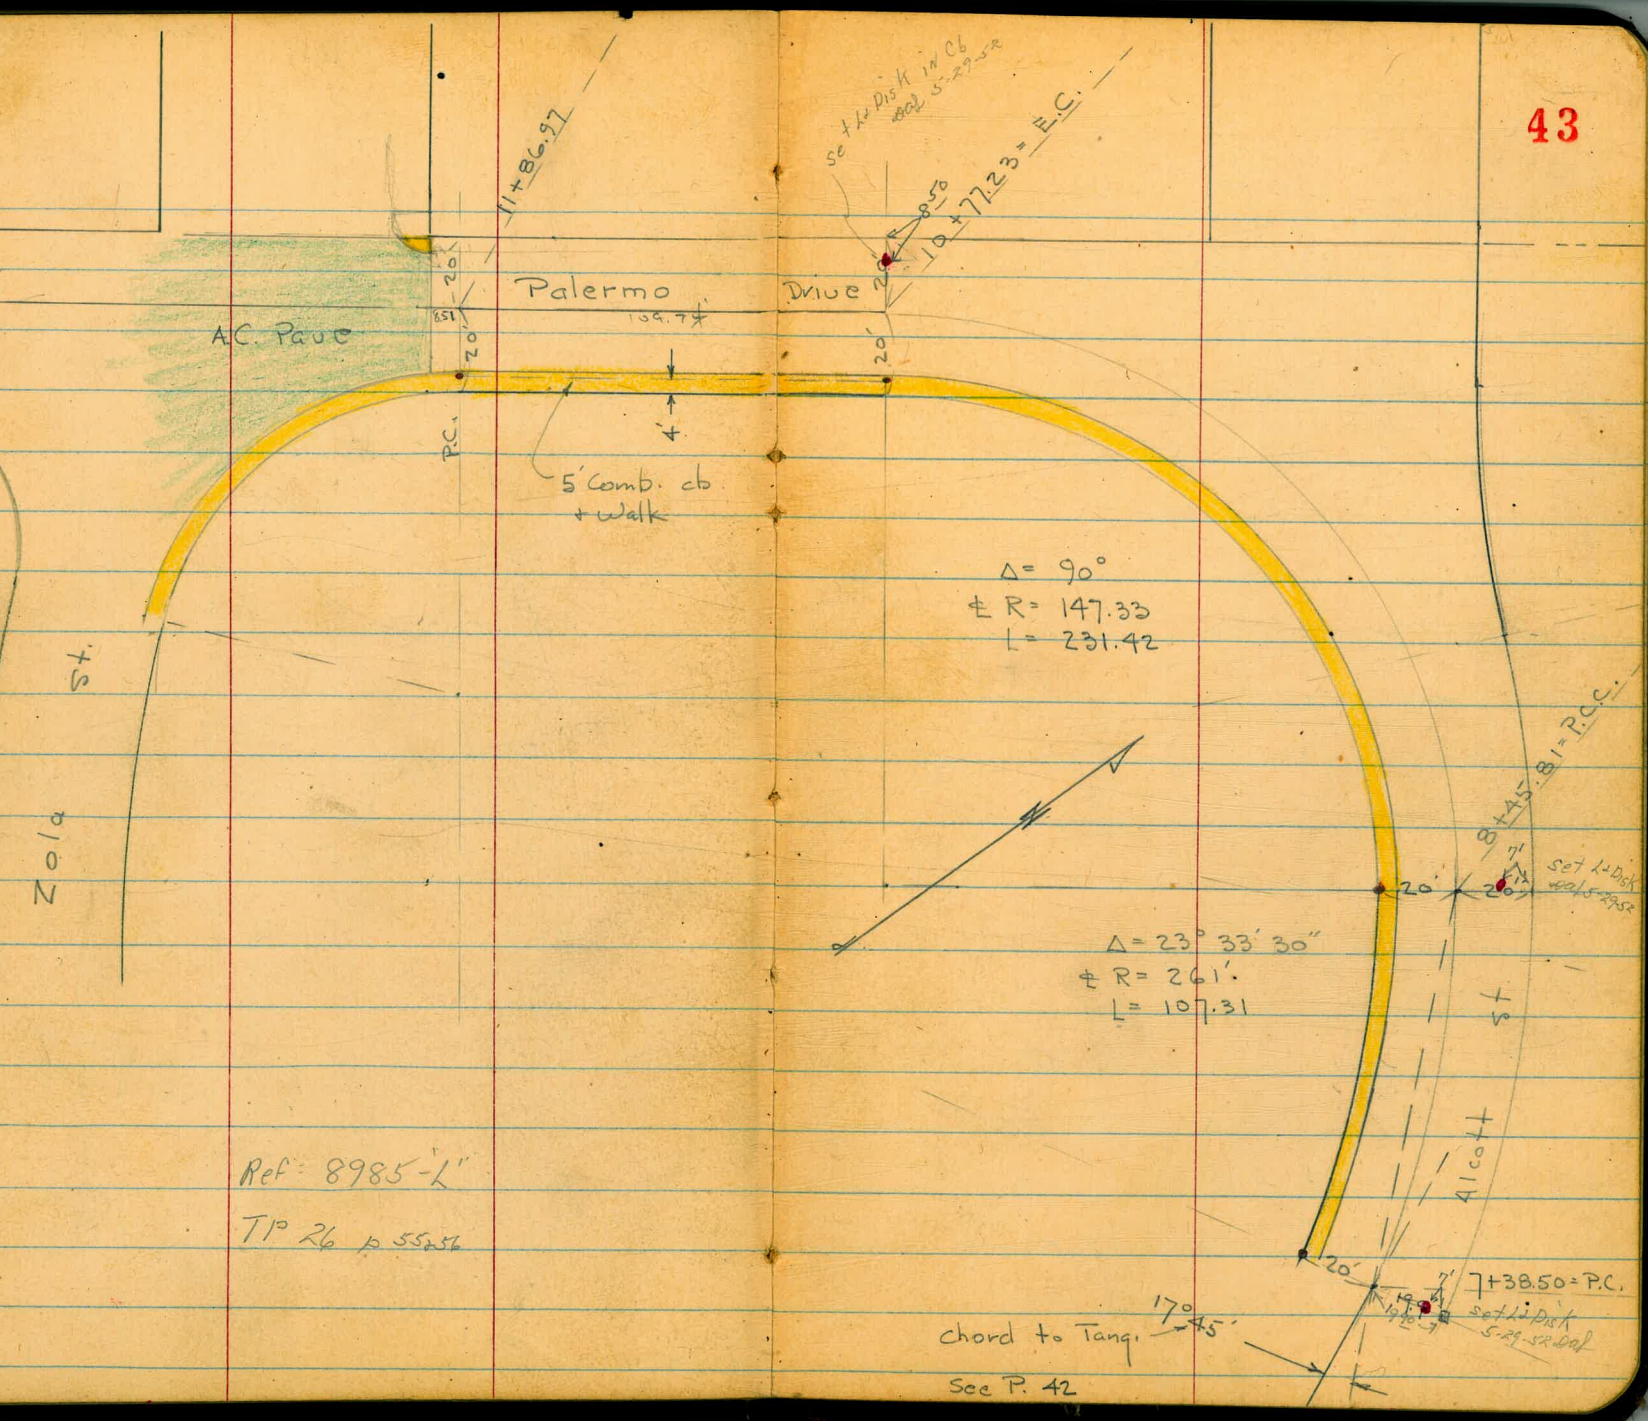 43
set L&Disk in Cb
5-29-52
11+86.97
8.50
10+77.23 = E.C.
20'
20'
Palermo Drive
8.51
109.74
A.C. Pave
20'
20'
4'
P.C.
5' Comb. cb
+ Walk
Δ= 90°
℄ R= 147.33
L= 231.42
Zola St.
8+45.81 = P.C.C.
7'
20'
20'
set L&Disk
5-29-52
Δ= 23° 33' 30"
℄ R= 261'
L= 107.31
Alcott St.
Ref: 8985-"L"
TP 26 p 55&56
20'
7'
7+38.50 = P.C.
set L&Disk
5-29-52
17° 45'
chord to Tang.
See P. 42